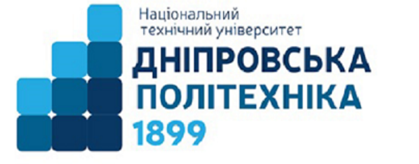 Національний
технічний університет
ДНІПРОВСЬКА
ПОЛІТЕХНІКА
1899